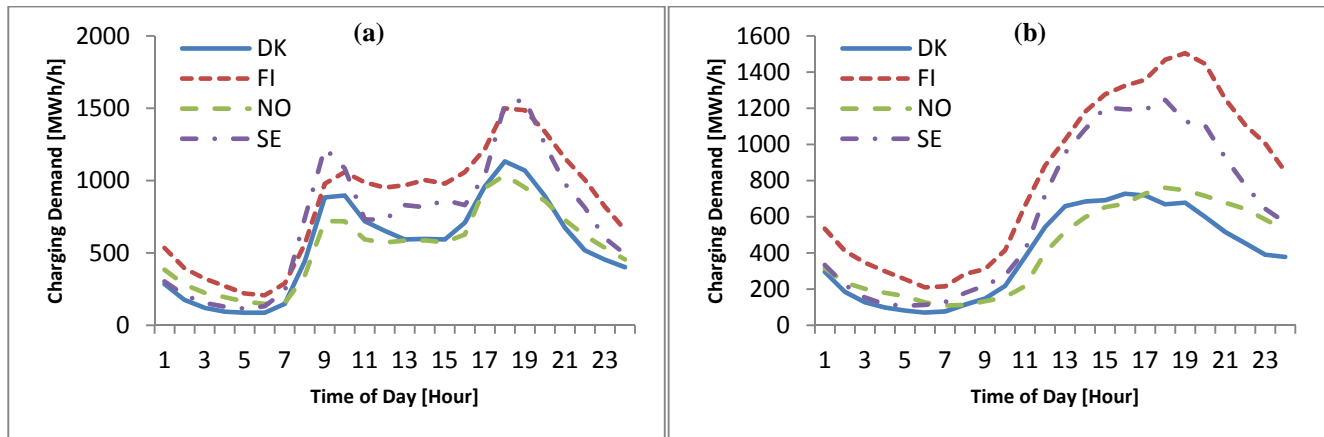 (a)
2000
1500
1000
500
0
Charging Demand [MWh/h]
DK
FI
NO
SE
1 3 5 7 9 11 13 15 17 19 21 23
Time of Day [Hour]
(b)
1600
1400
1200
1000
800
600
400
200
0
Charging Demand [MWh/h]
DK
FI
NO
SE
1 3 5 7 9 11 13 15 17 19 21 23
Time of Day [Hour]